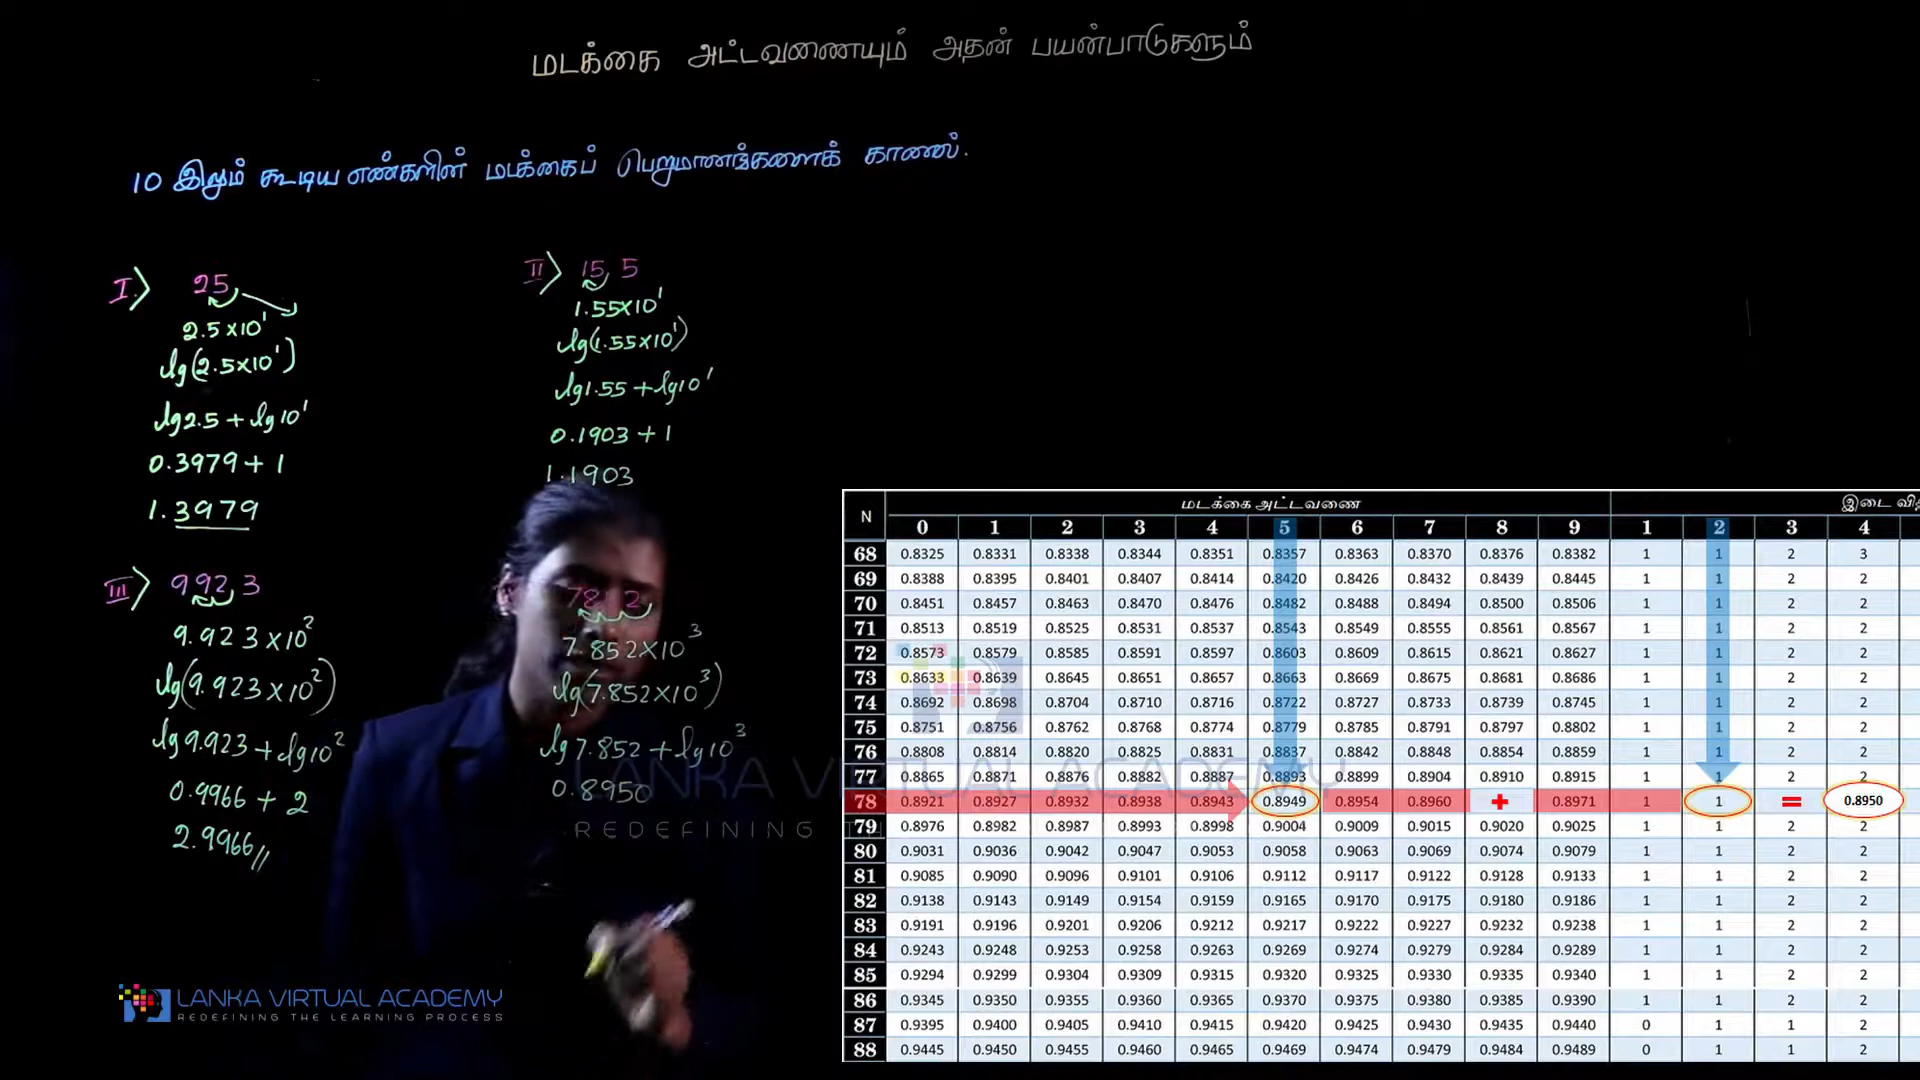 மடக்கை அட்டவணையும் அதன் பயன்பாடுகளும்
10 இலும் கூடிய எண்களின் மடக்கைப் பெறுமானங்களைக் காணல்.
I) 25
2.5×10¹
lg(2.5×10¹)
lg2.5 + lg10¹
0.3979 + 1
1.3979
II) 15 5
1.55×10¹
lg(1.55×10¹)
lg1.55 + lg10¹
0.1903 + 1
1.1903
III) 992 3
9.923×10²
lg(9.923×10²)
lg9.923 + lg10²
0.9966 + 2
2.9966//
78 2
7.852×10³
lg(7.852×10³)
lg7.852 + lg10³
0.8950
LANKA VIRTUAL ACADEMY
REDEFINING
N மடக்கை அட்டவணை இடை
0 1 2 3 4 5 6 7 8 9 1 2 3 4
68 0.8325 0.8331 0.8338 0.8344 0.8351 0.8357 0.8363 0.8370 0.8376 0.8382 1 1 2 3
69 0.8388 0.8395 0.8401 0.8407 0.8414 0.8420 0.8426 0.8432 0.8439 0.8445 1 1 2 2
70 0.8451 0.8457 0.8463 0.8470 0.8476 0.8482 0.8488 0.8494 0.8500 0.8506 1 1 2 2
71 0.8513 0.8519 0.8525 0.8531 0.8537 0.8543 0.8549 0.8555 0.8561 0.8567 1 1 2 2
72 0.8573 0.8579 0.8585 0.8591 0.8597 0.8603 0.8609 0.8615 0.8621 0.8627 1 1 2 2
73 0.8633 0.8639 0.8645 0.8651 0.8657 0.8663 0.8669 0.8675 0.8681 0.8686 1 1 2 2
74 0.8692 0.8698 0.8704 0.8710 0.8716 0.8722 0.8727 0.8733 0.8739 0.8745 1 1 2 2
75 0.8751 0.8756 0.8762 0.8768 0.8774 0.8779 0.8785 0.8791 0.8797 0.8802 1 1 2 2
76 0.8808 0.8814 0.8820 0.8825 0.8831 0.8837 0.8842 0.8848 0.8854 0.8859 1 1 2 2
77 0.8865 0.8871 0.8876 0.8882 0.8887 0.8893 0.8899 0.8904 0.8910 0.8915 1 1 2 2
78 0.8921 0.8927 0.8932 0.8938 0.8943 0.8949 0.8954 0.8960 + 0.8971 1 1 = 0.8950
79 0.8976 0.8982 0.8987 0.8993 0.8998 0.9004 0.9009 0.9015 0.9020 0.9025 1 1 2 2
80 0.9031 0.9036 0.9042 0.9047 0.9053 0.9058 0.9063 0.9069 0.9074 0.9079 1 1 2 2
81 0.9085 0.9090 0.9096 0.9101 0.9106 0.9112 0.9117 0.9122 0.9128 0.9133 1 1 2 2
82 0.9138 0.9143 0.9149 0.9154 0.9159 0.9165 0.9170 0.9175 0.9180 0.9186 1 1 2 2
83 0.9191 0.9196 0.9201 0.9206 0.9212 0.9217 0.9222 0.9227 0.9232 0.9238 1 1 2 2
84 0.9243 0.9248 0.9253 0.9258 0.9263 0.9269 0.9274 0.9279 0.9284 0.9289 1 1 2 2
85 0.9294 0.9299 0.9304 0.9309 0.9315 0.9320 0.9325 0.9330 0.9335 0.9340 1 1 2 2
86 0.9345 0.9350 0.9355 0.9360 0.9365 0.9370 0.9375 0.9380 0.9385 0.9390 1 1 2 2
87 0.9395 0.9400 0.9405 0.9410 0.9415 0.9420 0.9425 0.9430 0.9435 0.9440 0 1 1 2
88 0.9445 0.9450 0.9455 0.9460 0.9465 0.9469 0.9474 0.9479 0.9484 0.9489 0 1 1 2
LANKA VIRTUAL ACADEMY
REDEFINING THE LEARNING PROCESS